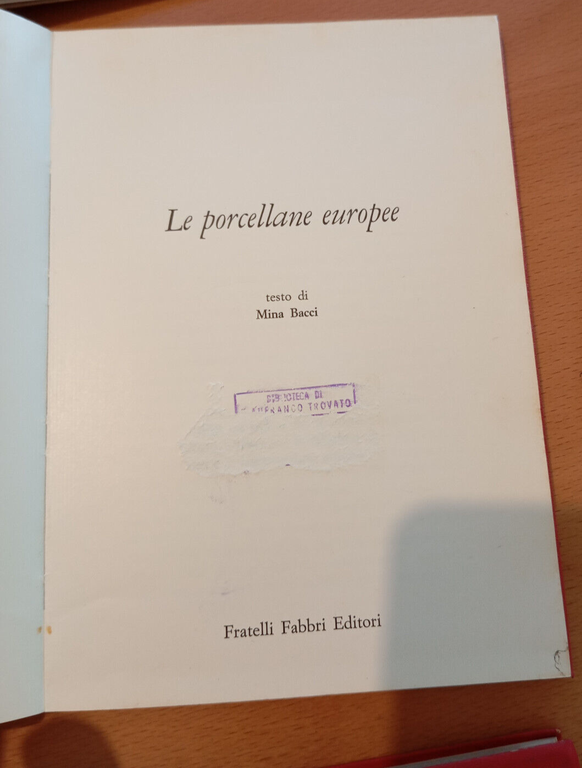 Le porcellane europee
testo di
Mina Bacci
BIBLIOTECA DI
TROVATO
Fratelli Fabbri Editori